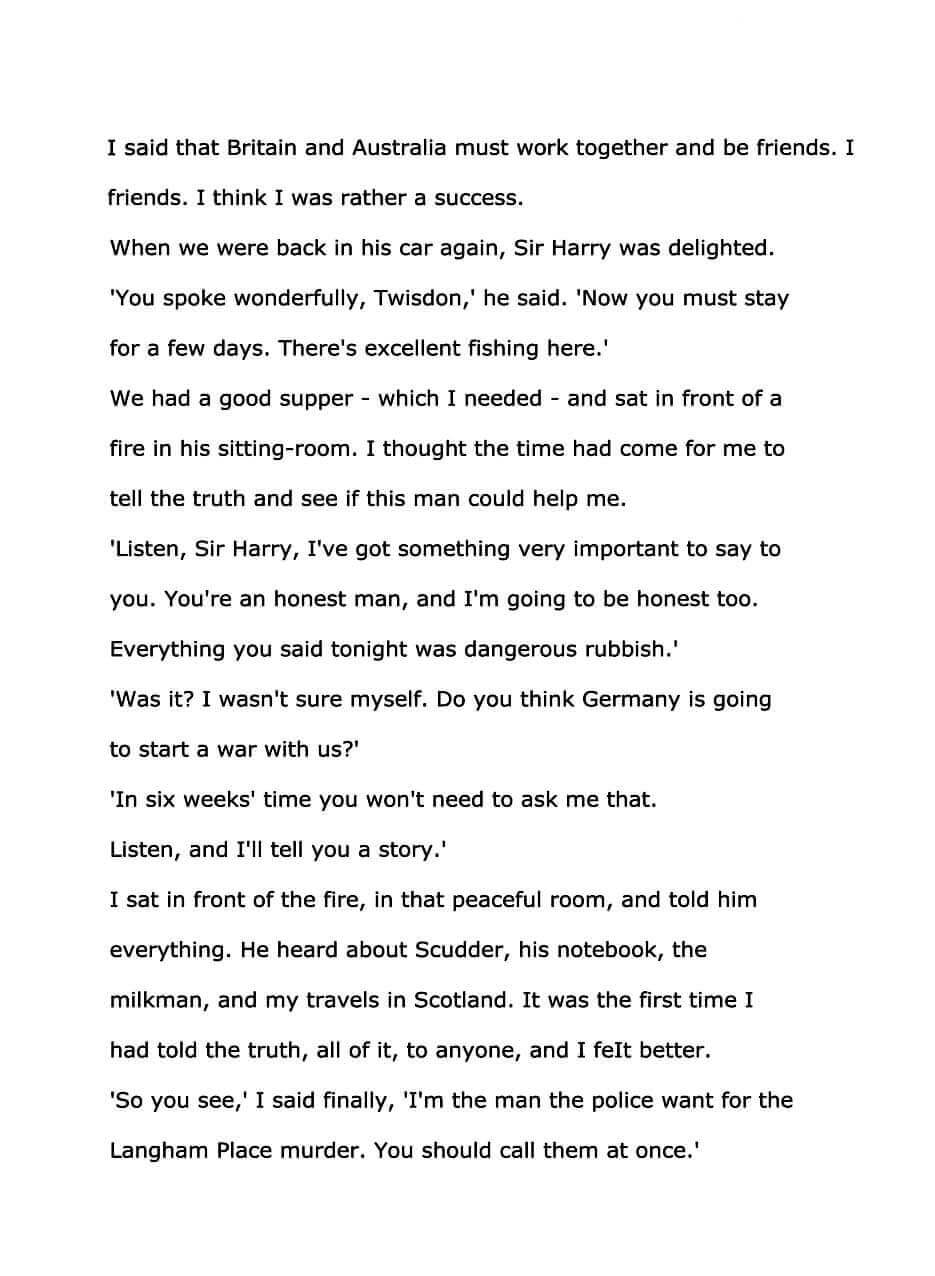 I said that Britain and Australia must work together and be friends. I
friends. I think I was rather a success.
When we were back in his car again, Sir Harry was delighted.
'You spoke wonderfully, Twisdon,' he said. 'Now you must stay
for a few days. There's excellent fishing here.'
We had a good supper - which I needed - and sat in front of a
fire in his sitting-room. I thought the time had come for me to
tell the truth and see if this man could help me.
'Listen, Sir Harry, I've got something very important to say to
you. You're an honest man, and I'm going to be honest too.
Everything you said tonight was dangerous rubbish.'
'Was it? I wasn't sure myself. Do you think Germany is going
to start a war with us?'
'In six weeks' time you won't need to ask me that.
Listen, and I'll tell you a story.'
I sat in front of the fire, in that peaceful room, and told him
everything. He heard about Scudder, his notebook, the
milkman, and my travels in Scotland. It was the first time I
had told the truth, all of it, to anyone, and I feIt better.
'So you see,' I said finally, 'I'm the man the police want for the
Langham Place murder. You should call them at once.'